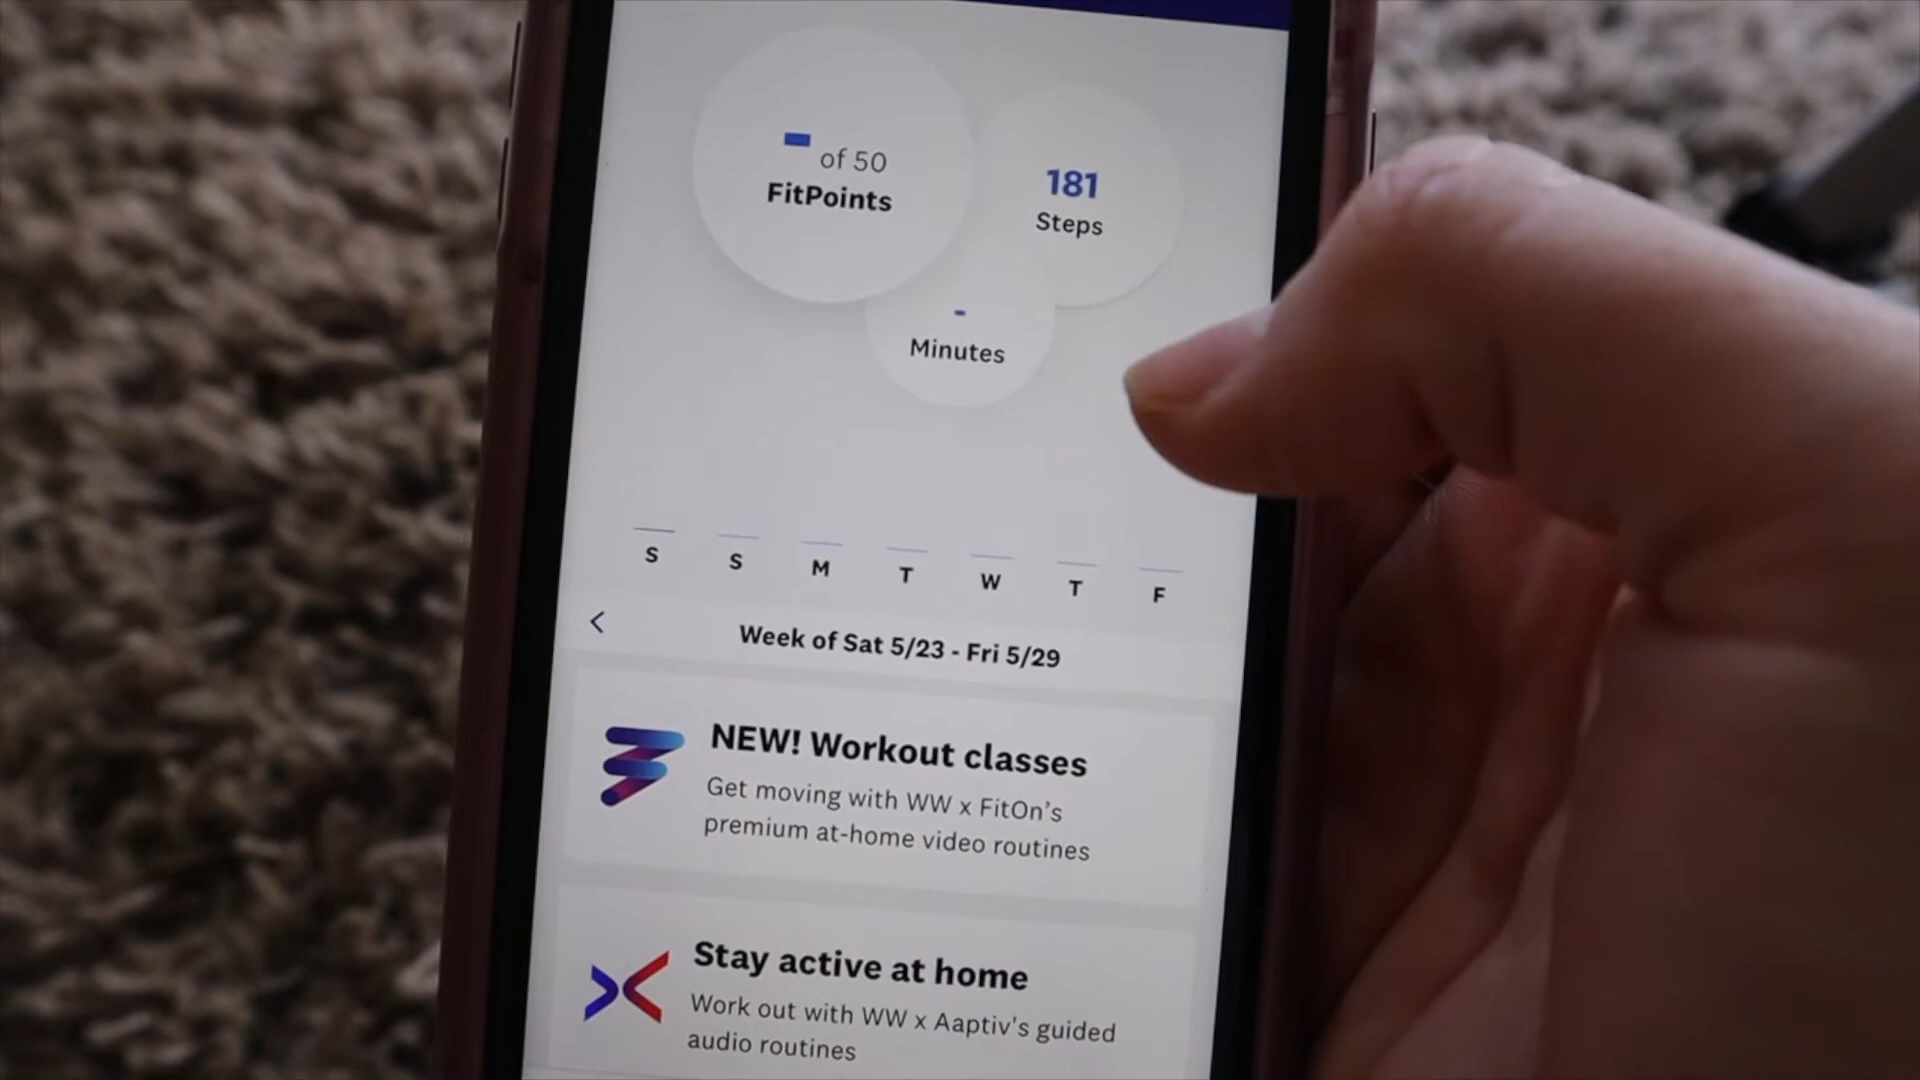 - of 50
FitPoints
181
Steps
-
Minutes
S S M T W T F
Week of Sat 5/23 - Fri 5/29
NEW! Workout classes
Get moving with WW x FitOn's
premium at-home video routines
Stay active at home
Work out with WW x Aaptiv's guided
audio routines